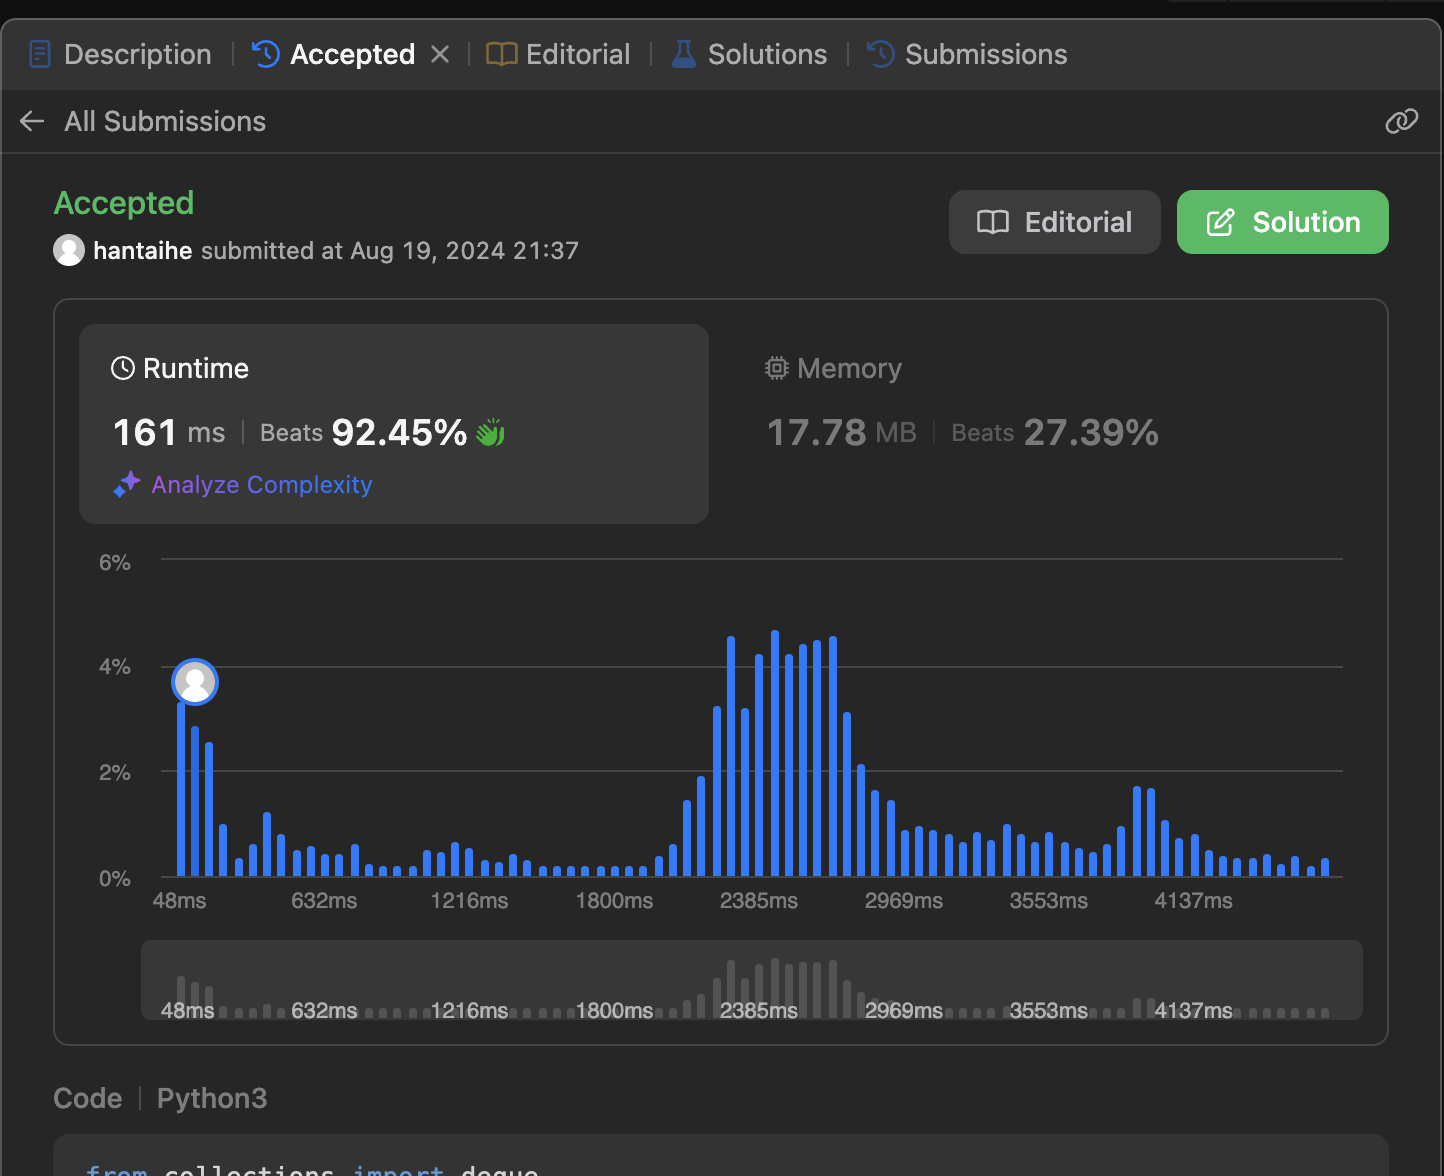 Description | Accepted | Editorial | Solutions | Submissions
All Submissions
Accepted
hantaihe submitted at Aug 19, 2024 21:37
Editorial
Solution
Runtime
161 ms | Beats 92.45%
Analyze Complexity
Memory
17.78 MB | Beats 27.39%
6%
4%
2%
0%
48ms 632ms 1216ms 1800ms 2385ms 2969ms 3553ms 4137ms
48ms 632ms 1216ms 1800ms 2385ms 2969ms 3553ms 4137ms
Code | Python3
from collections import deque